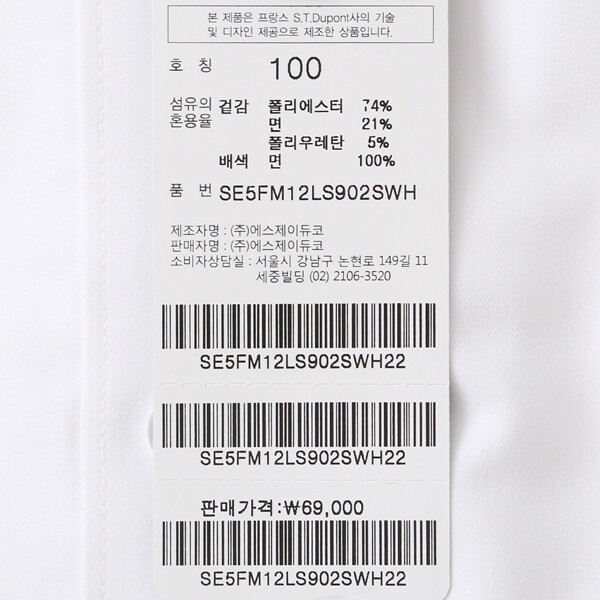 본 제품은 프랑스 S.T.Dupont사의 기술
및 디자인 제공으로 제조한 상품입니다.
호 칭 100
섬유의 겉감 폴리에스터 74%
혼용율 면 21%
폴리우레탄 5%
배색 면 100%
품 번 SE5FM12LS902SWH
제조자명 : (주)에스제이듀코
판매자명 : (주)에스제이듀코
소비자상담실 : 서울시 강남구 논현로 149길 11
세중빌딩 (02) 2106-3520
SE5FM12LS902SWH22
SE5FM12LS902SWH22
판매가격:₩69,000
SE5FM12LS902SWH22